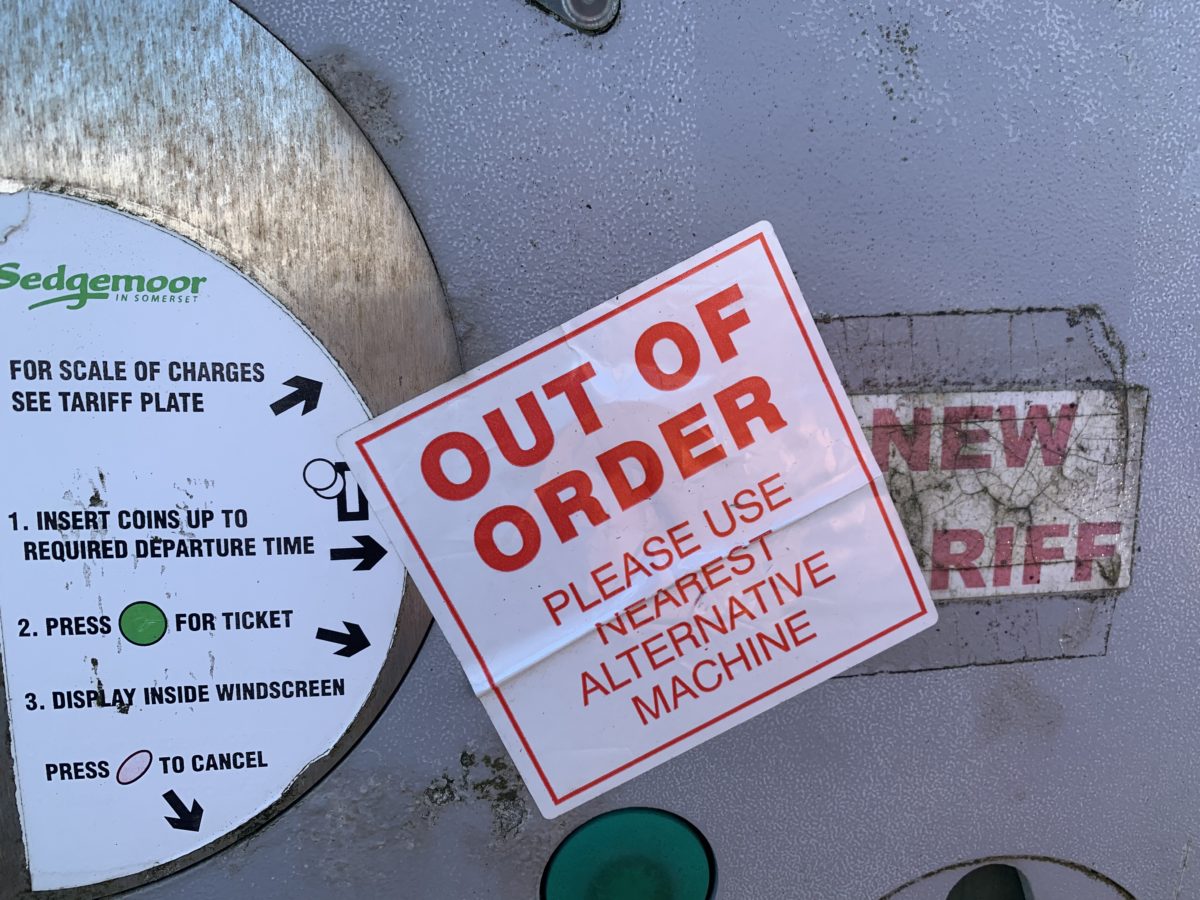 Sedgemoor
IN SOMERSET
FOR SCALE OF CHARGES
SEE TARIFF PLATE
1. INSERT COINS UP TO
REQUIRED DEPARTURE TIME
2. PRESS FOR TICKET
3. DISPLAY INSIDE WINDSCREEN
PRESS TO CANCEL
OUT OF
ORDER
PLEASE USE
NEAREST
ALTERNATIVE
MACHINE
NEW
RIFF